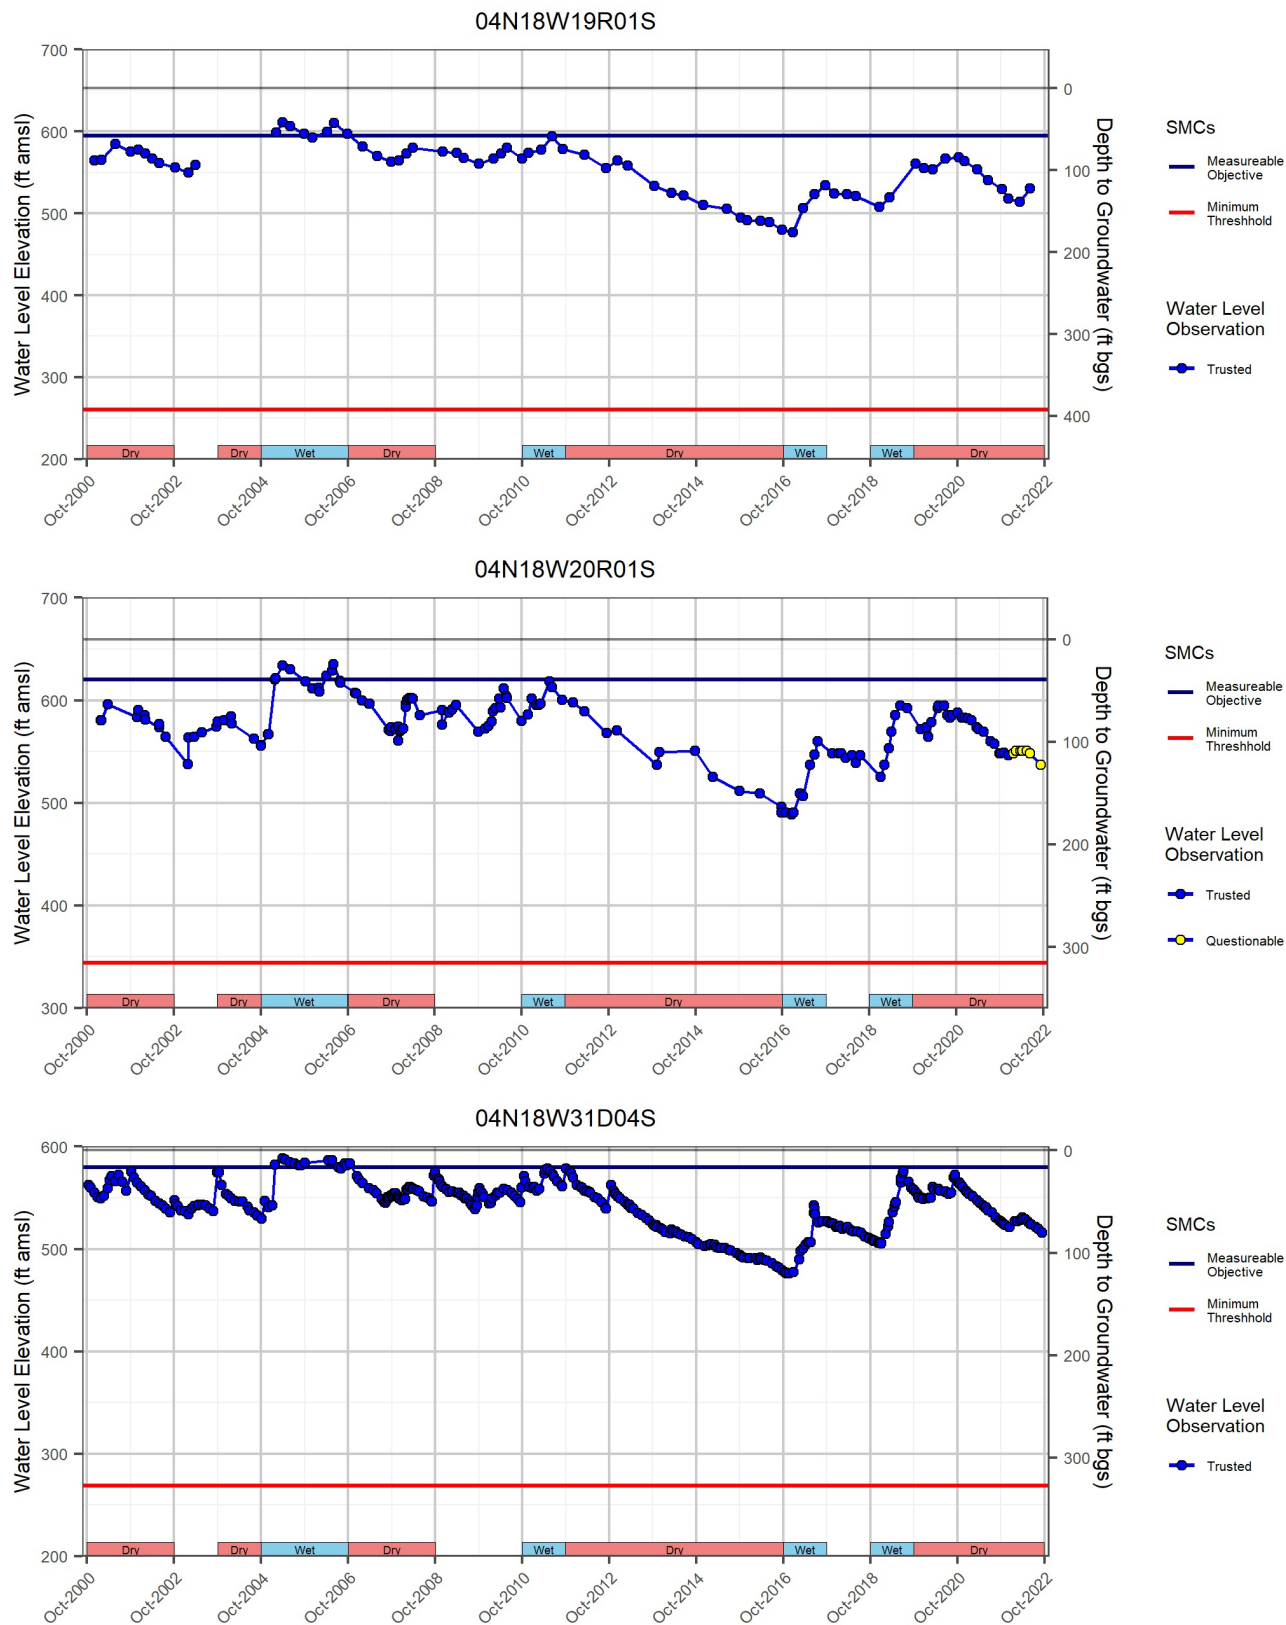 04N18W19R01S
Water Level Elevation (ft amsl)
700
600
500
400
300
200
0
100
200
300
400
Depth to Groundwater (ft bgs)
Dry
Dry
Wet
Dry
Wet
Dry
Wet
Wet
Dry
Oct-2000
Oct-2002
Oct-2004
Oct-2006
Oct-2008
Oct-2010
Oct-2012
Oct-2014
Oct-2016
Oct-2018
Oct-2020
Oct-2022
SMCs
Measureable
Objective
Minimum
Threshhold
Water Level
Observation
Trusted
04N18W20R01S
Water Level Elevation (ft amsl)
700
600
500
400
300
0
100
200
300
Depth to Groundwater (ft bgs)
Dry
Dry
Wet
Dry
Wet
Dry
Wet
Wet
Dry
Oct-2000
Oct-2002
Oct-2004
Oct-2006
Oct-2008
Oct-2010
Oct-2012
Oct-2014
Oct-2016
Oct-2018
Oct-2020
Oct-2022
SMCs
Measureable
Objective
Minimum
Threshhold
Water Level
Observation
Trusted
Questionable
04N18W31D04S
Water Level Elevation (ft amsl)
600
500
400
300
200
0
100
200
300
Depth to Groundwater (ft bgs)
Dry
Dry
Wet
Dry
Wet
Dry
Wet
Wet
Dry
Oct-2000
Oct-2002
Oct-2004
Oct-2006
Oct-2008
Oct-2010
Oct-2012
Oct-2014
Oct-2016
Oct-2018
Oct-2020
Oct-2022
SMCs
Measureable
Objective
Minimum
Threshhold
Water Level
Observation
Trusted